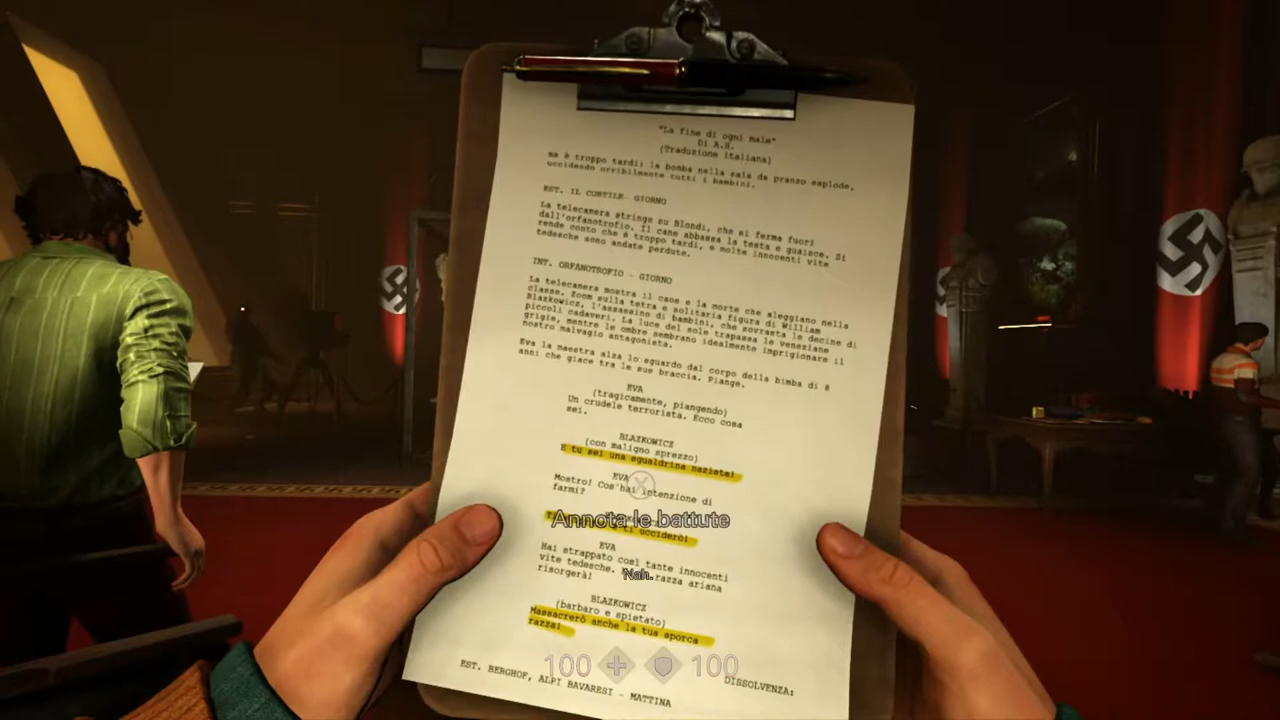 "La fine di ogni male"
Di A.H.
(Traduzione italiana)
ma è troppo tardi: la bomba nella sala da pranzo esplode,
uccidendo orribilmente tutti i bambini.
EST. IL CORTILE - GIORNO
La telecamera stringe su Blondi, che si ferma fuori
dall'orfanotrofio. Il cane abbassa la testa e guaisce. Si
rende conto che è troppo tardi, e molte innocenti vite
tedesche sono andate perdute.
INT. ORFANOTROFIO - GIORNO
La telecamera mostra il caos e la morte che aleggiano nella
classe. Zoom sulla tetra e solitaria figura di William
Blazkowicz, l'assassino di bambini, che sovrasta le decine di
piccoli cadaveri. La luce del sole trapassa le veneziane
grigie, mentre le ombre sembrano idealmente imprigionare il
nostro malvagio antagonista.
Eva la maestra alza lo sguardo dal corpo della bimba di 8
anni che giace tra le sue braccia. Piange.
EVA
(tragicamente, piangendo)
Un crudele terrorista. Ecco cosa
sei.
BLAZKOWICZ
(con maligno sprezzo)
E tu sei una sgualdrina nazista!
EVA
Mostro! Cos'hai intenzione di
farmi?
Annota le battute
ti ucciderò!
EVA
Hai strappato così tante innocenti
vite tedesche. razza ariana
Nah.
risorgerà!
BLAZKOWICZ
(barbaro e spietato)
Massacrerò anche la tua sporca
razza!
100 100
DISSOLVENZA:
EST. BERGHOF, ALPI BAVARESI - MATTINA